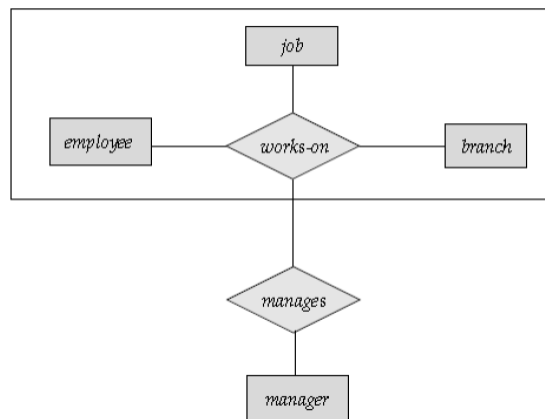 job
employee
works-on
branch
manages
manager